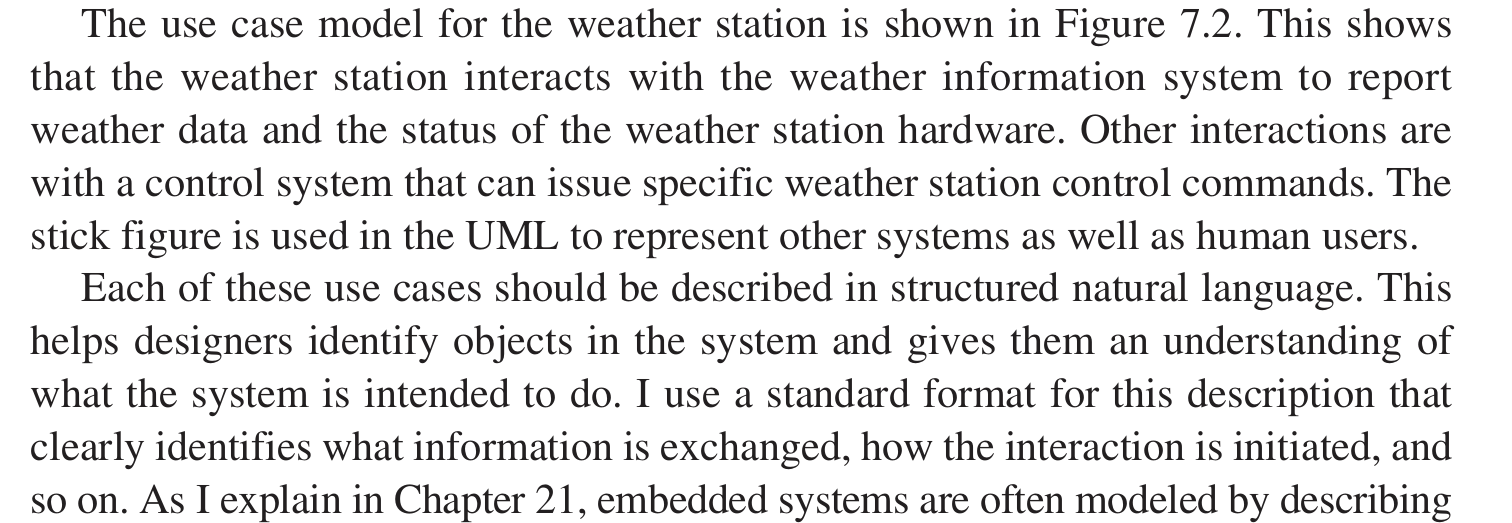 The use case model for the weather station is shown in Figure 7.2. This shows
that the weather station interacts with the weather information system to report
weather data and the status of the weather station hardware. Other interactions are
with a control system that can issue specific weather station control commands. The
stick figure is used in the UML to represent other systems as well as human users.
Each of these use cases should be described in structured natural language. This
helps designers identify objects in the system and gives them an understanding of
what the system is intended to do. I use a standard format for this description that
clearly identifies what information is exchanged, how the interaction is initiated, and
so on. As I explain in Chapter 21, embedded systems are often modeled by describing